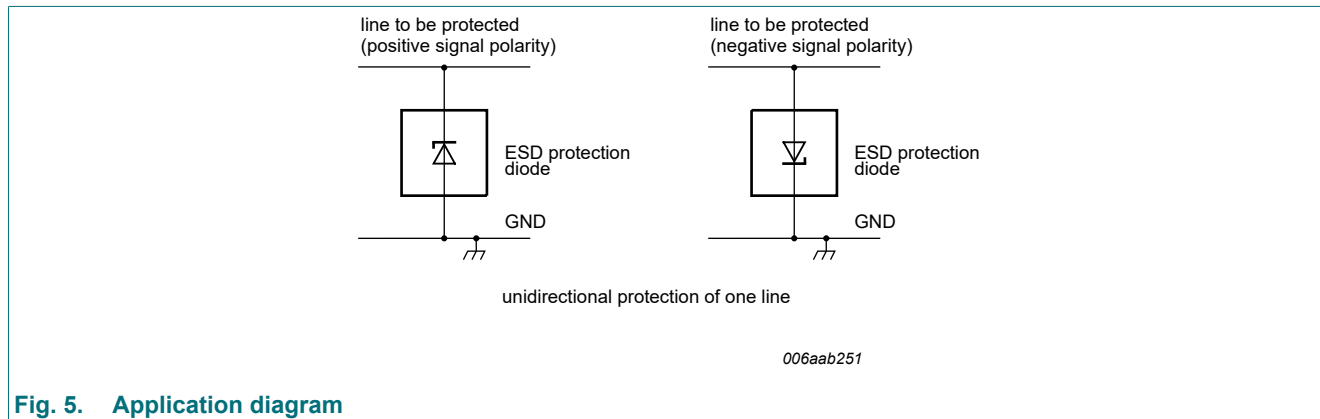 line to be protected
(positive signal polarity)
line to be protected
(negative signal polarity)
ESD protection
diode
ESD protection
diode
GND
GND
unidirectional protection of one line
006aab251
Fig. 5. Application diagram